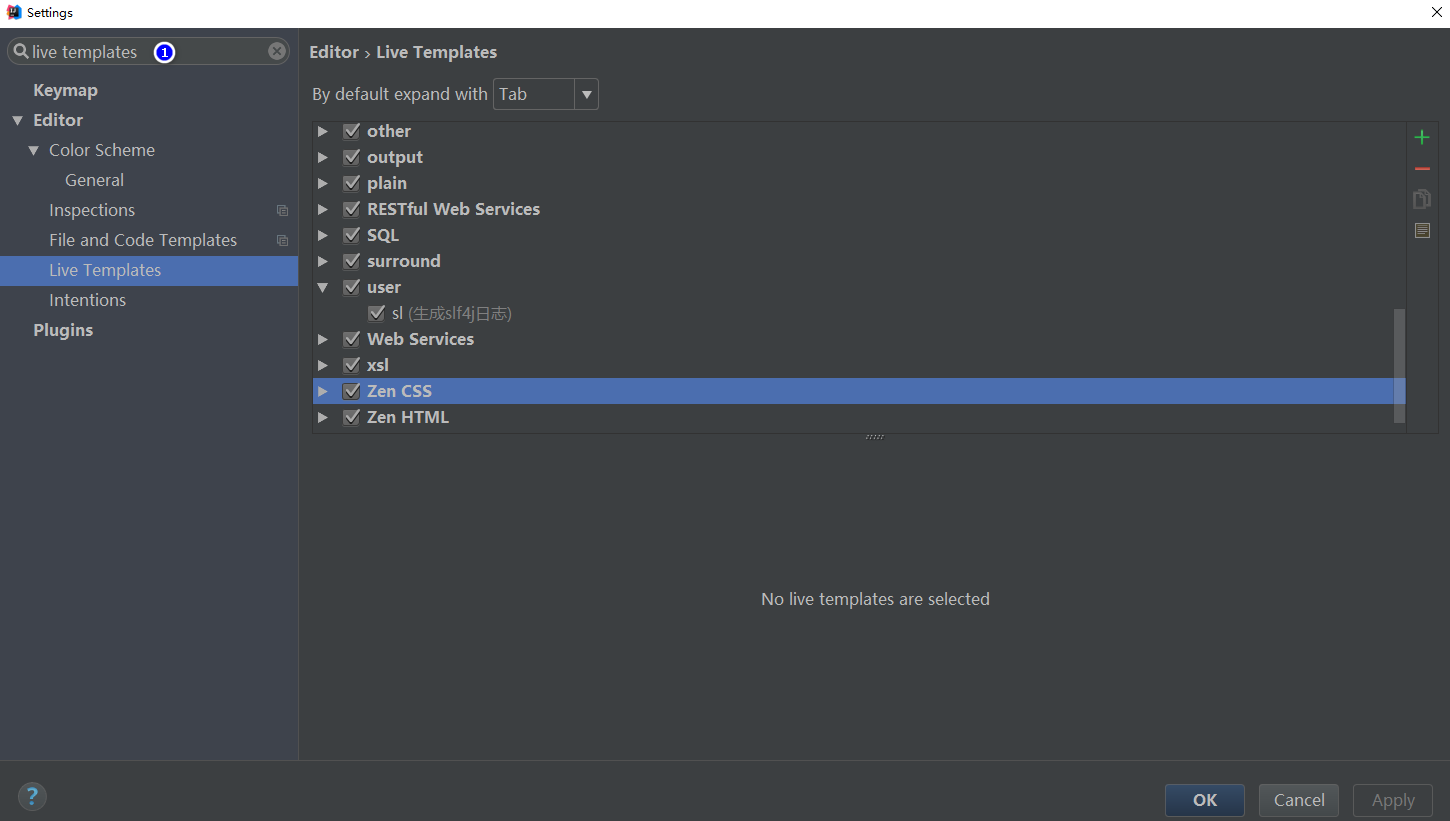 Settings
live templates 1
Keymap
Editor
Color Scheme
General
Inspections
File and Code Templates
Live Templates
Intentions
Plugins
Editor › Live Templates
By default expand with Tab
other
output
plain
RESTful Web Services
SQL
surround
user
sl (生成slf4j日志)
Web Services
xsl
Zen CSS
Zen HTML
No live templates are selected
?
OK Cancel Apply